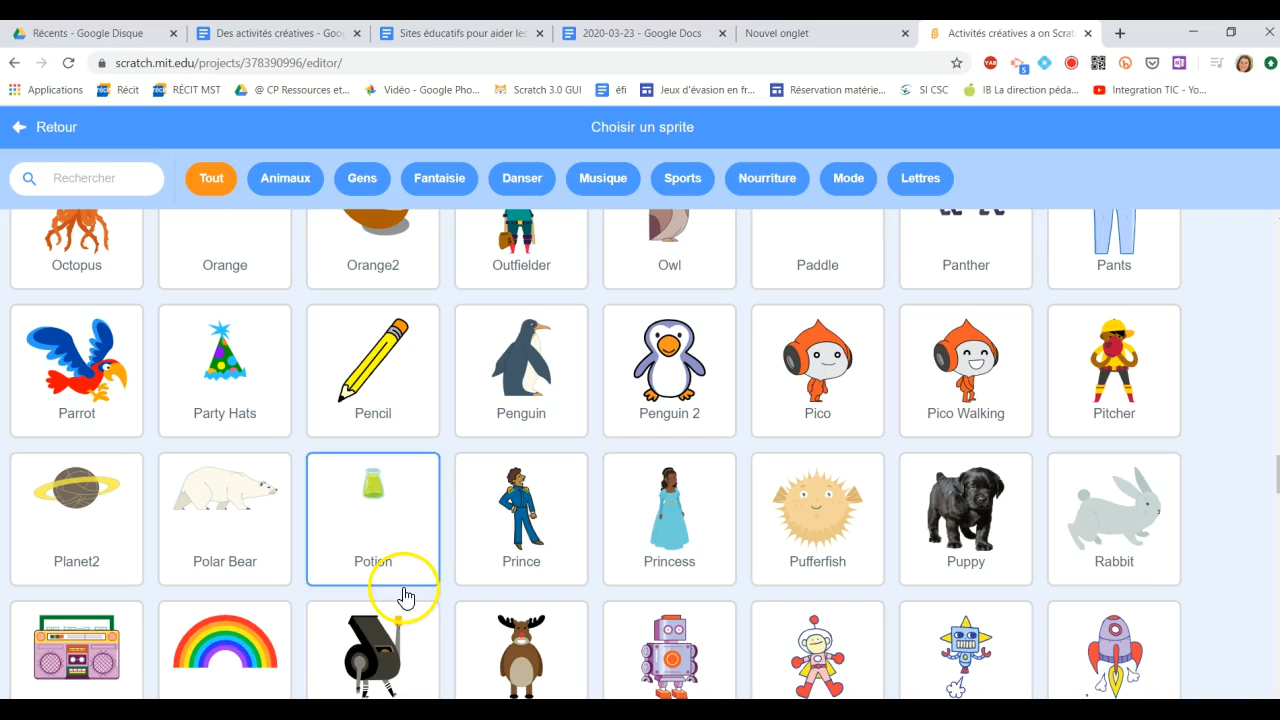 Récents - Google Disque
Des activités créatives - Goog
Sites éducatifs pour aider les
2020-03-23 - Google Docs
Nouvel onglet
Activités créatives a on Scrat
scratch.mit.edu/projects/378390996/editor/
Applications
Récit
RÉCIT MST
@ CP Ressources et...
Vidéo - Google Pho...
Scratch 3.0 GUI
éfi
Jeux d'évasion en fr...
Réservation matérie...
SI CSC
IB La direction péda...
Integration TIC - Yo...
Retour
Choisir un sprite
Rechercher
Tout
Animaux
Gens
Fantaisie
Danser
Musique
Sports
Nourriture
Mode
Lettres
Octopus
Orange
Orange2
Outfielder
Owl
Paddle
Panther
Pants
Parrot
Party Hats
Pencil
Penguin
Penguin 2
Pico
Pico Walking
Pitcher
Planet2
Polar Bear
Potion
Prince
Princess
Pufferfish
Puppy
Rabbit